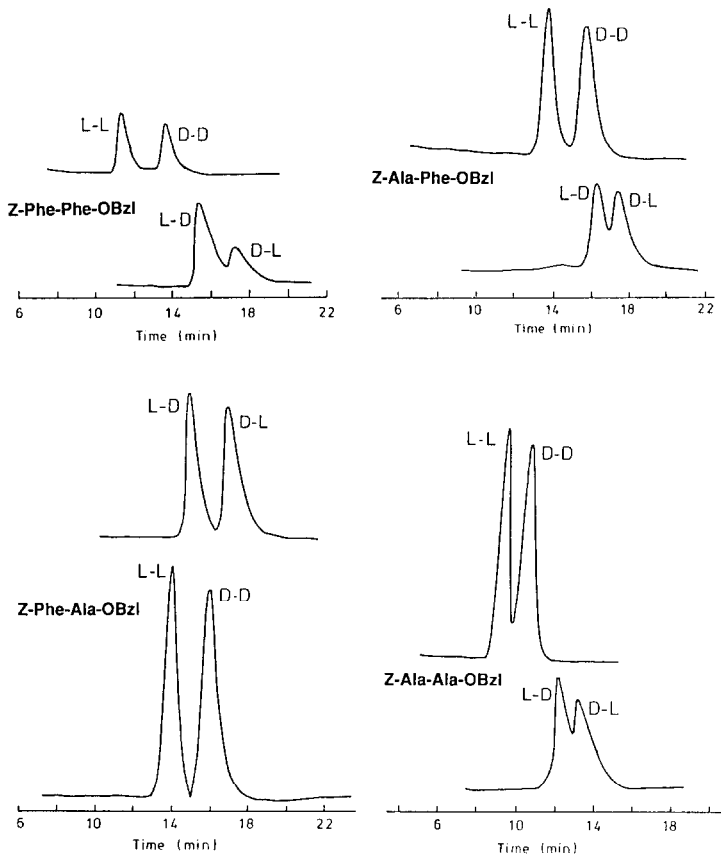 L-L
D-D
Z-Phe-Phe-OBzl
L-D
D-L
6 10 14 18 22
Time (min)
L-L
D-D
Z-Ala-Phe-OBzl
L-D
D-L
6 10 14 18 22
Time (min)
L-D
D-L
L-L
D-D
Z-Phe-Ala-OBzl
6 10 14 18 22
Time (min)
L-L
D-D
Z-Ala-Ala-OBzl
L-D
D-L
6 10 14 18
Time (min)